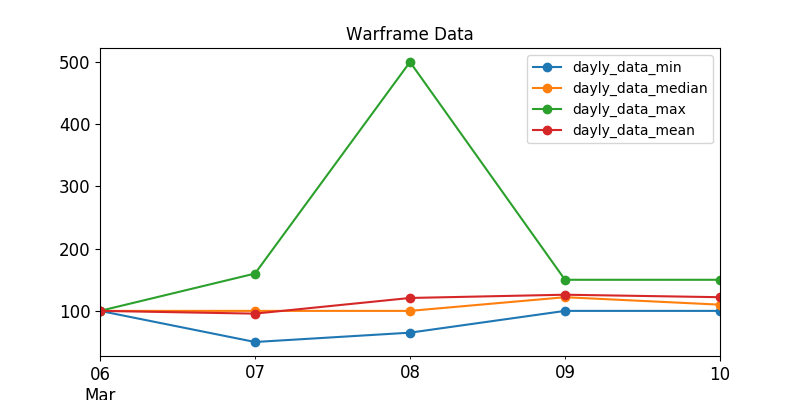 Warframe Data
dayly_data_min
dayly_data_median
dayly_data_max
dayly_data_mean
500
400
300
200
100
06 07 08 09 10
Mar